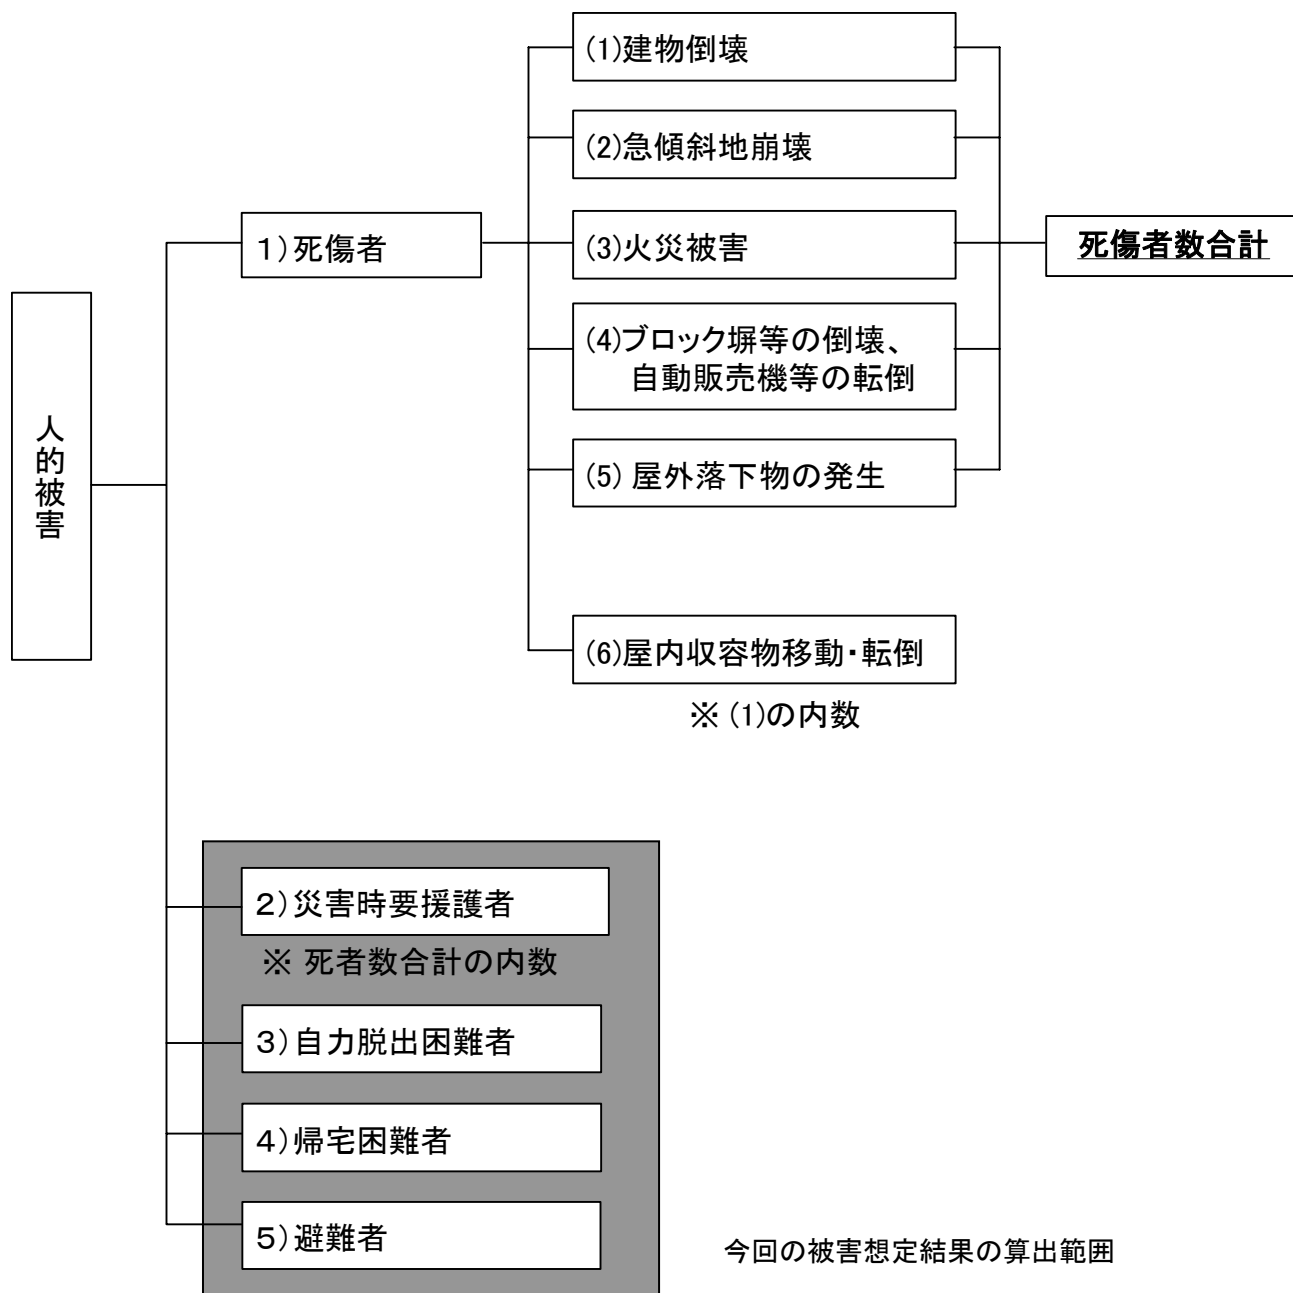 人的被害
1)死傷者
(1)建物倒壊
(2)急傾斜地崩壊
(3)火災被害
(4)ブロック塀等の倒壊、
自動販売機等の転倒
(5) 屋外落下物の発生
(6)屋内収容物移動・転倒
※ (1)の内数
死傷者数合計
2)災害時要援護者
※ 死者数合計の内数
3)自力脱出困難者
4)帰宅困難者
5)避難者
今回の被害想定結果の算出範囲